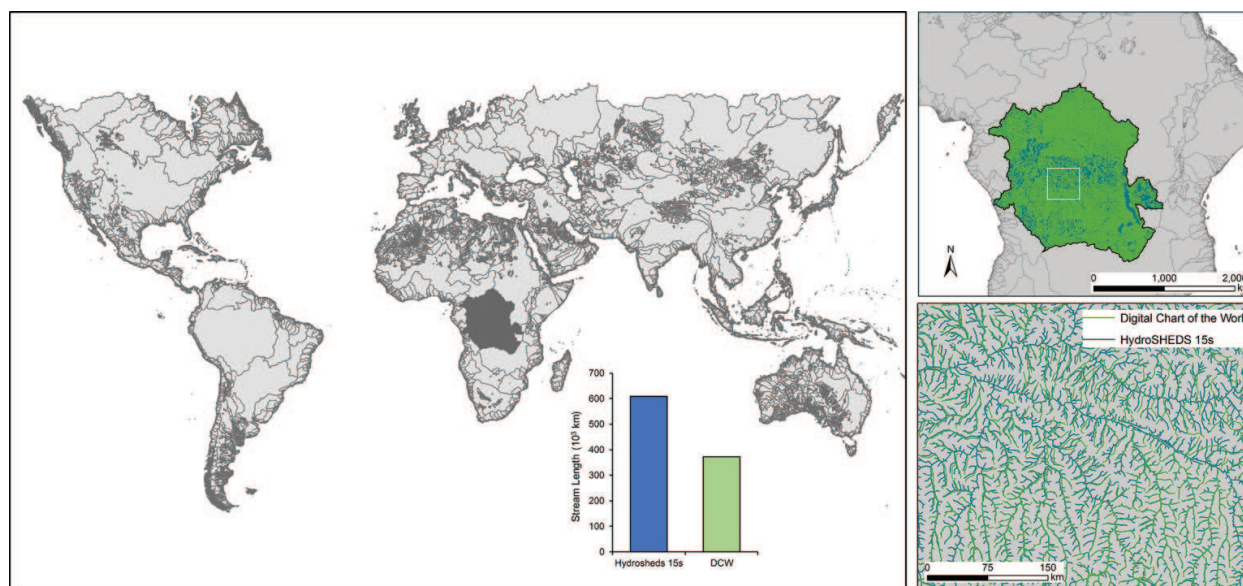 700
600
500
400
300
200
100
0
Stream Length (10³ km)
Hydrosheds 15s
DCW
N
0
1,000
2,00
Digital Chart of the Worl
HydroSHEDS 15s
0
75
150
km